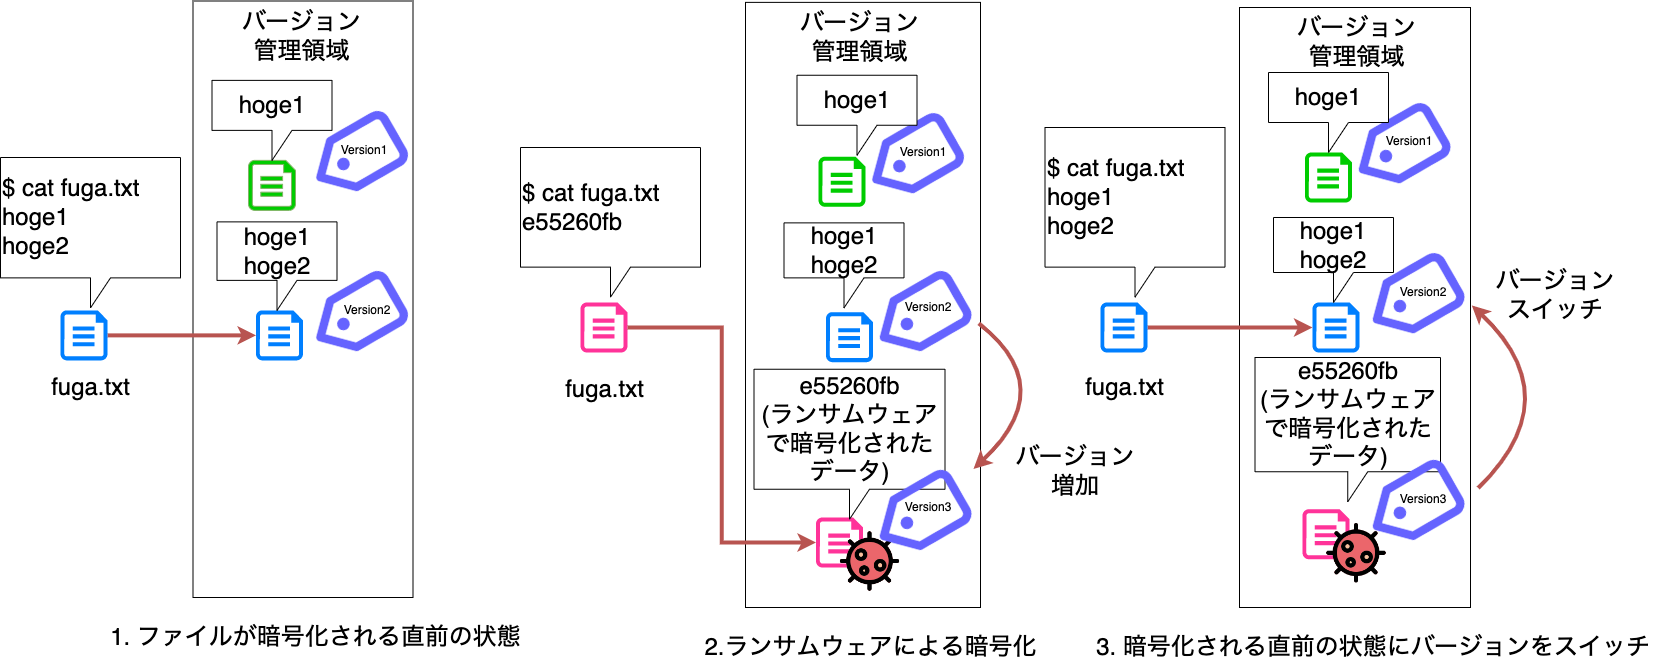 バージョン
管理領域
hoge1
Version1
$ cat fuga.txt
hoge1
hoge2
hoge1
hoge2
Version2
fuga.txt
1. ファイルが暗号化される直前の状態
バージョン
管理領域
hoge1
Version1
$ cat fuga.txt
e55260fb
hoge1
hoge2
Version2
fuga.txt
e55260fb
(ランサムウェア
で暗号化された
データ)
バージョン
増加
Version3
2.ランサムウェアによる暗号化
バージョン
管理領域
hoge1
Version1
$ cat fuga.txt
hoge1
hoge2
hoge1
hoge2
Version2
バージョン
スイッチ
fuga.txt
e55260fb
(ランサムウェア
で暗号化された
データ)
Version3
3. 暗号化される直前の状態にバージョンをスイッチ